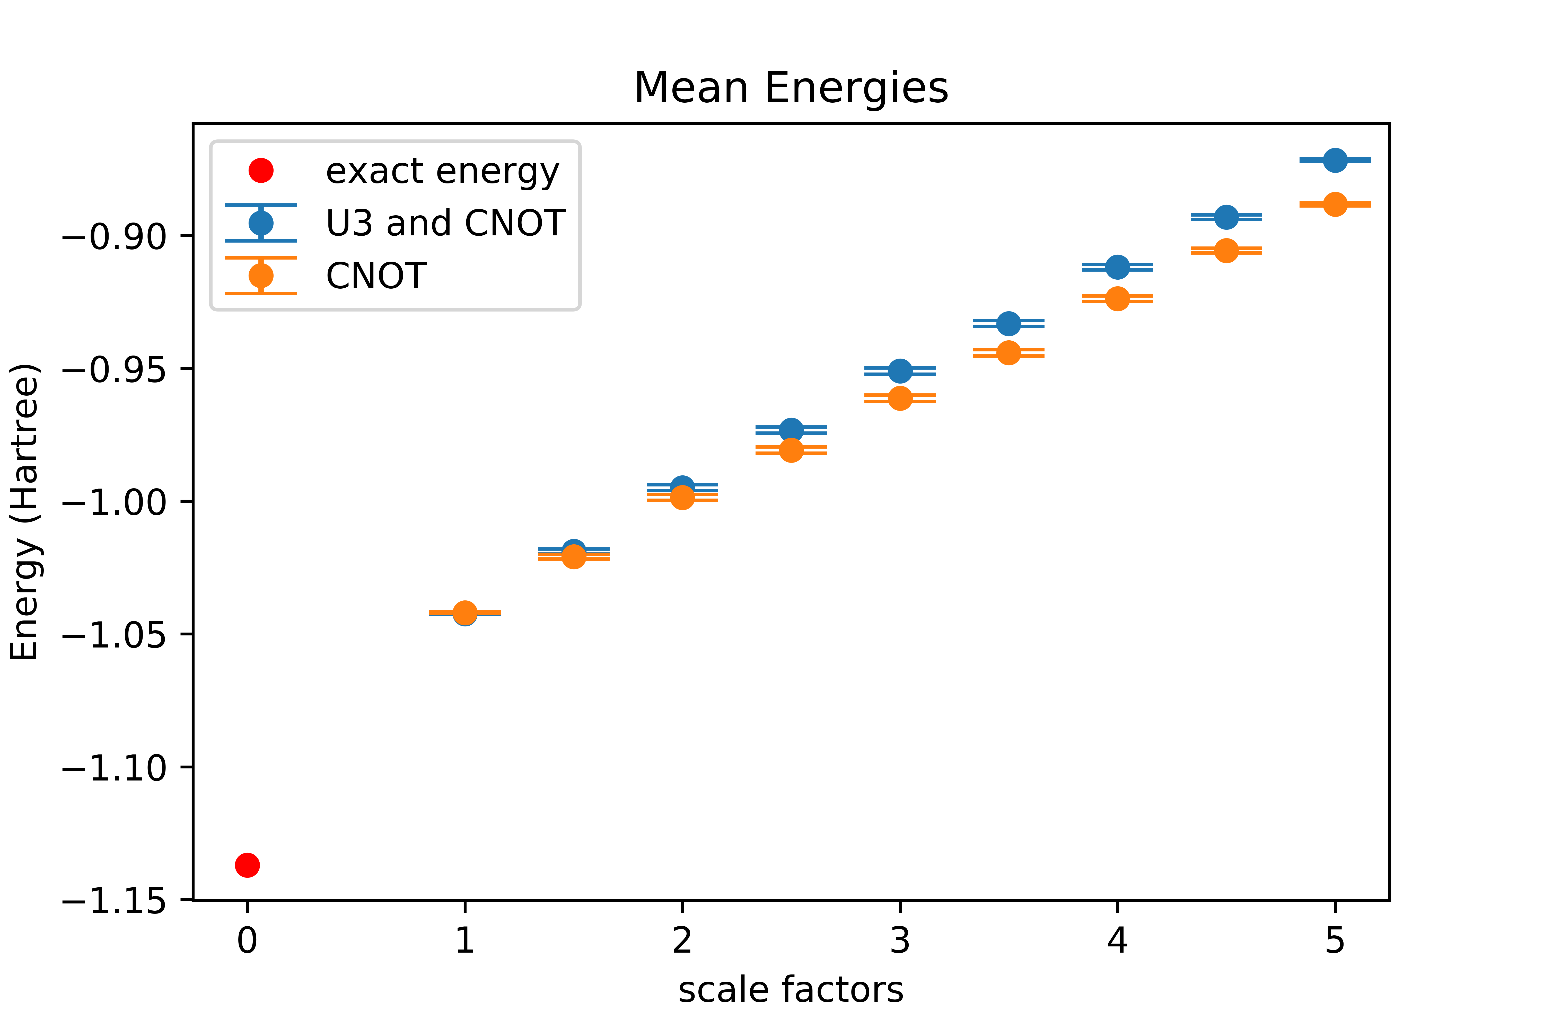 Mean Energies
exact energy
U3 and CNOT
CNOT
−0.90
−0.95
−1.00
−1.05
−1.10
−1.15
Energy (Hartree)
0 1 2 3 4 5
scale factors